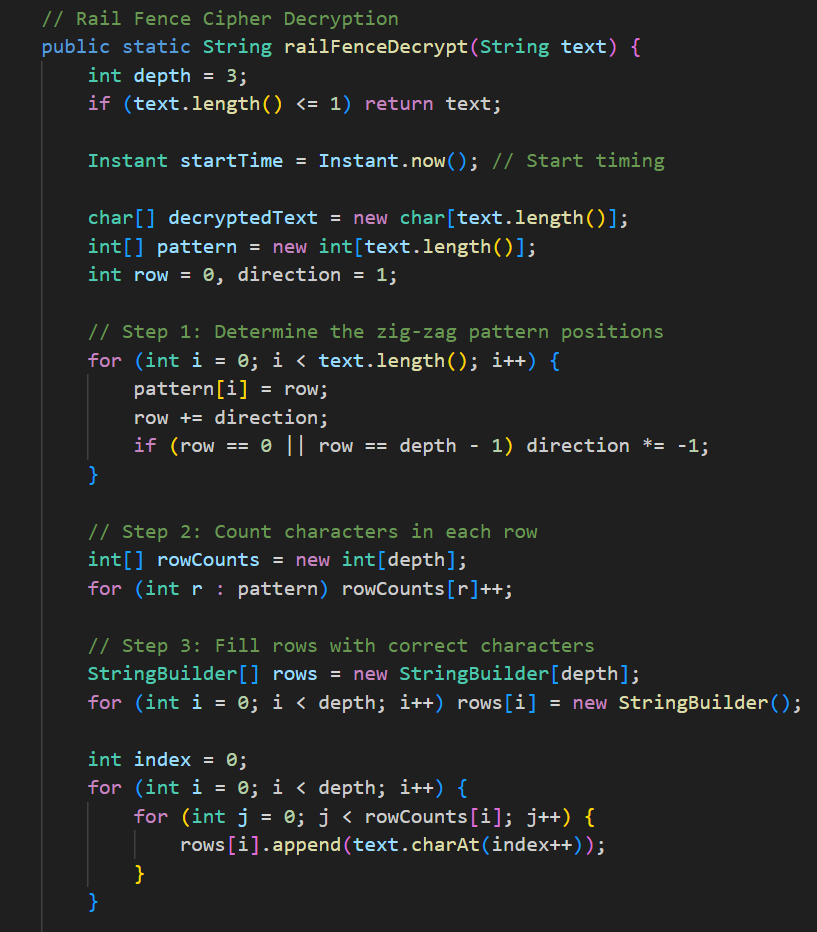 // Rail Fence Cipher Decryption
public static String railFenceDecrypt(String text) {
    int depth = 3;
    if (text.length() <= 1) return text;

    Instant startTime = Instant.now(); // Start timing

    char[] decryptedText = new char[text.length()];
    int[] pattern = new int[text.length()];
    int row = 0, direction = 1;

    // Step 1: Determine the zig-zag pattern positions
    for (int i = 0; i < text.length(); i++) {
        pattern[i] = row;
        row += direction;
        if (row == 0 || row == depth - 1) direction *= -1;
    }

    // Step 2: Count characters in each row
    int[] rowCounts = new int[depth];
    for (int r : pattern) rowCounts[r]++;

    // Step 3: Fill rows with correct characters
    StringBuilder[] rows = new StringBuilder[depth];
    for (int i = 0; i < depth; i++) rows[i] = new StringBuilder();

    int index = 0;
    for (int i = 0; i < depth; i++) {
        for (int j = 0; j < rowCounts[i]; j++) {
            rows[i].append(text.charAt(index++));
        }
    }